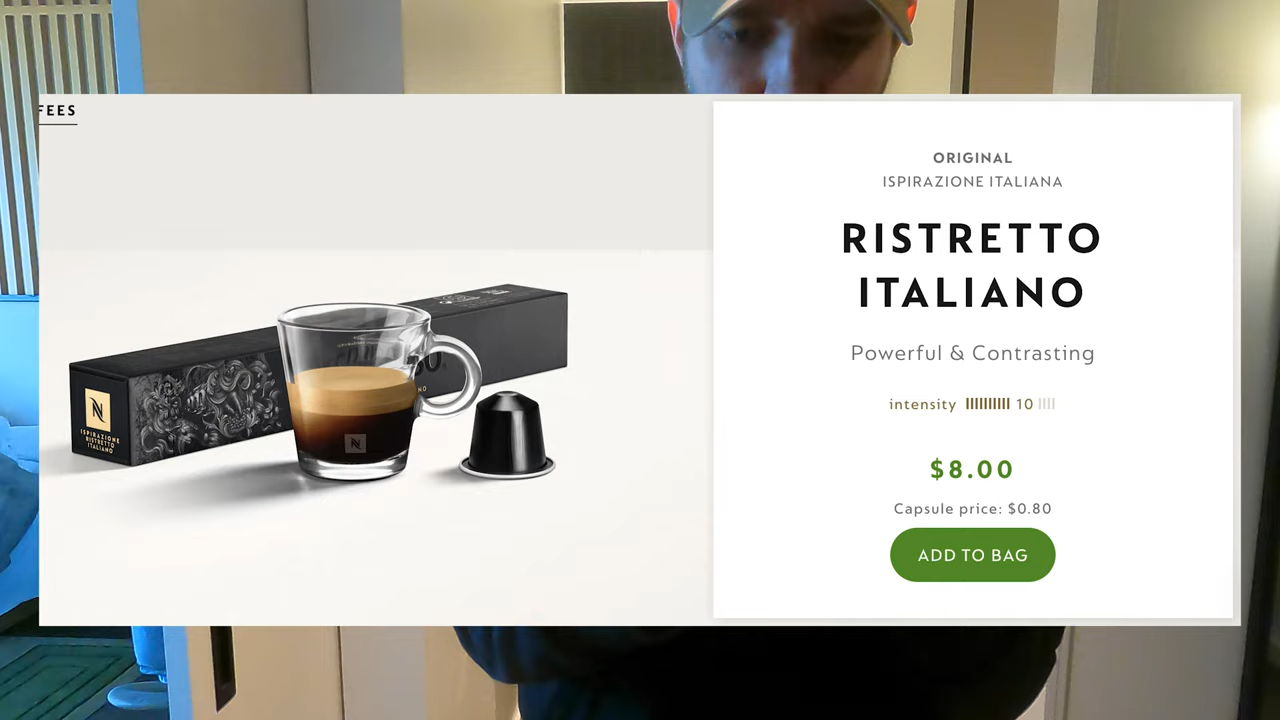 FEES
ORIGINAL
ISPIRAZIONE ITALIANA
RISTRETTO
ITALIANO
Powerful & Contrasting
intensity 10
$8.00
Capsule price: $0.80
ADD TO BAG
N
ISPIRAZIONE
RISTRETTO
ITALIANO
N